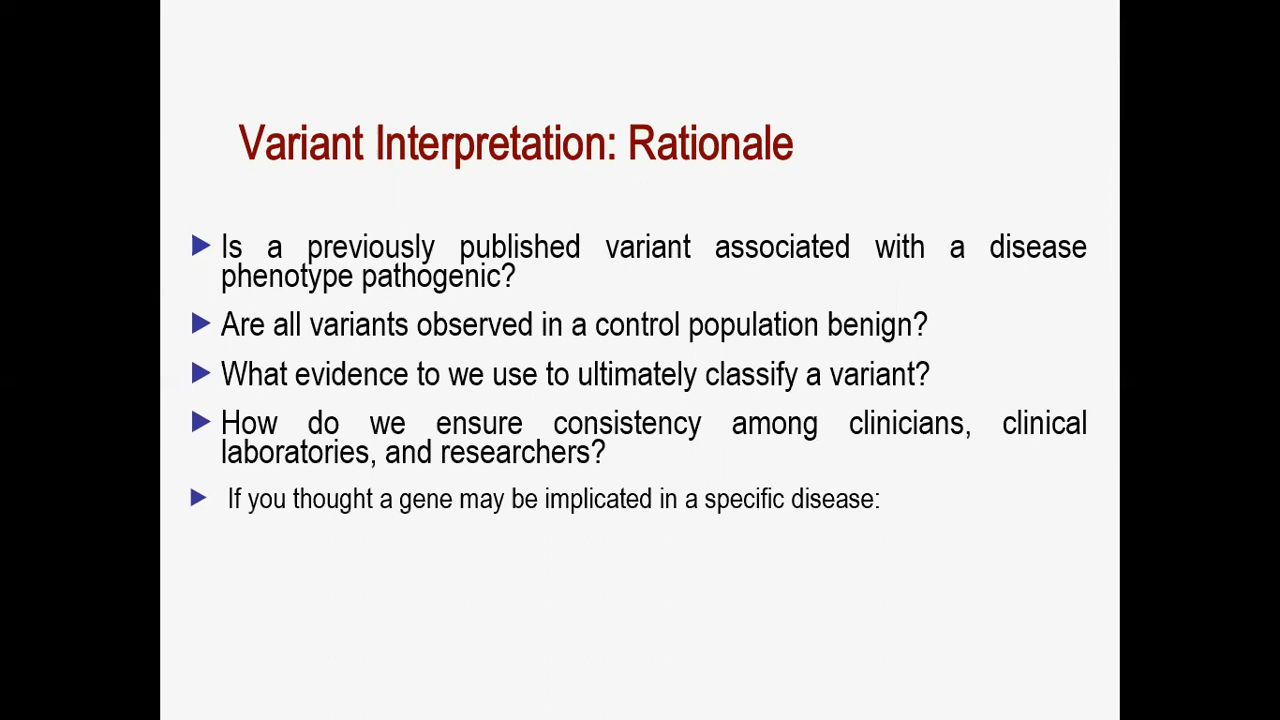 Variant Interpretation: Rationale
Is a previously published variant associated with a disease
phenotype pathogenic?
Are all variants observed in a control population benign?
What evidence to we use to ultimately classify a variant?
How do we ensure consistency among clinicians, clinical
laboratories, and researchers?
If you thought a gene may be implicated in a specific disease: